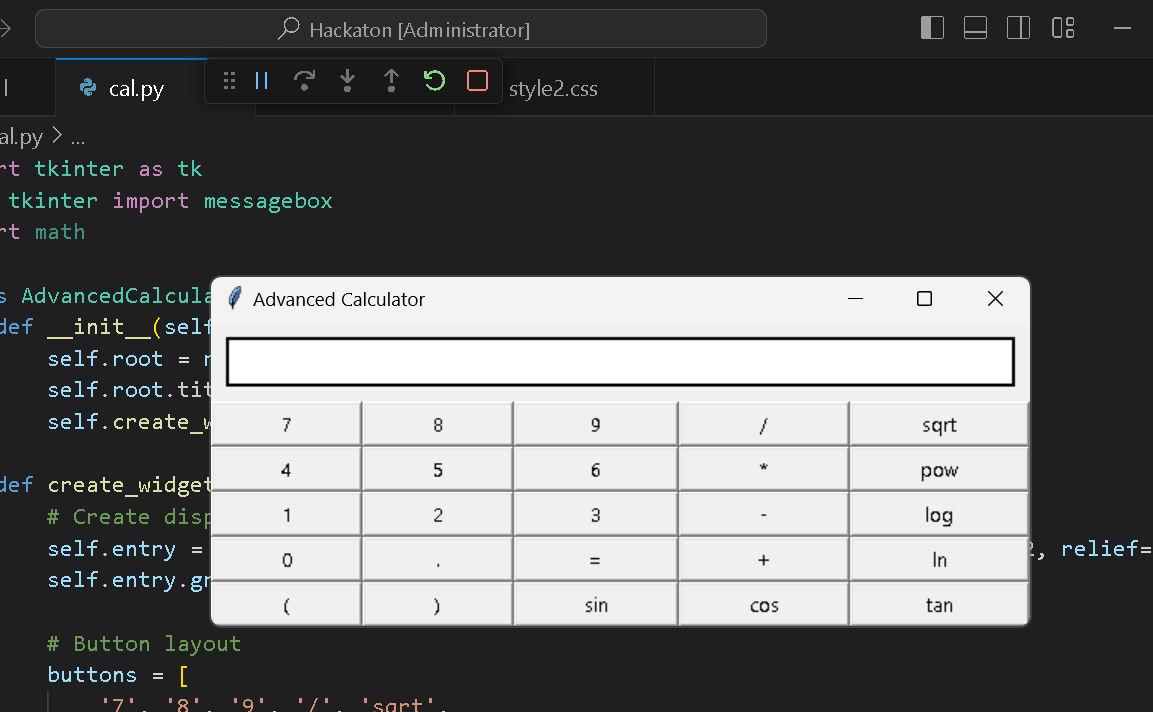 Hackaton [Administrator]
cal.py
style2.css
al.py > ...
rt tkinter as tk
tkinter import messagebox
rt math
s AdvancedCalcula
def __init__(self
self.root = r
self.root.tit
self.create_w
def create_widget
# Create disp
self.entry = 2, relief=
self.entry.gr
# Button layout
buttons = [
'7', '8', '9', '/', 'sqrt',
Advanced Calculator
7 8 9 / sqrt
4 5 6 * pow
1 2 3 - log
0 . = + ln
( ) sin cos tan